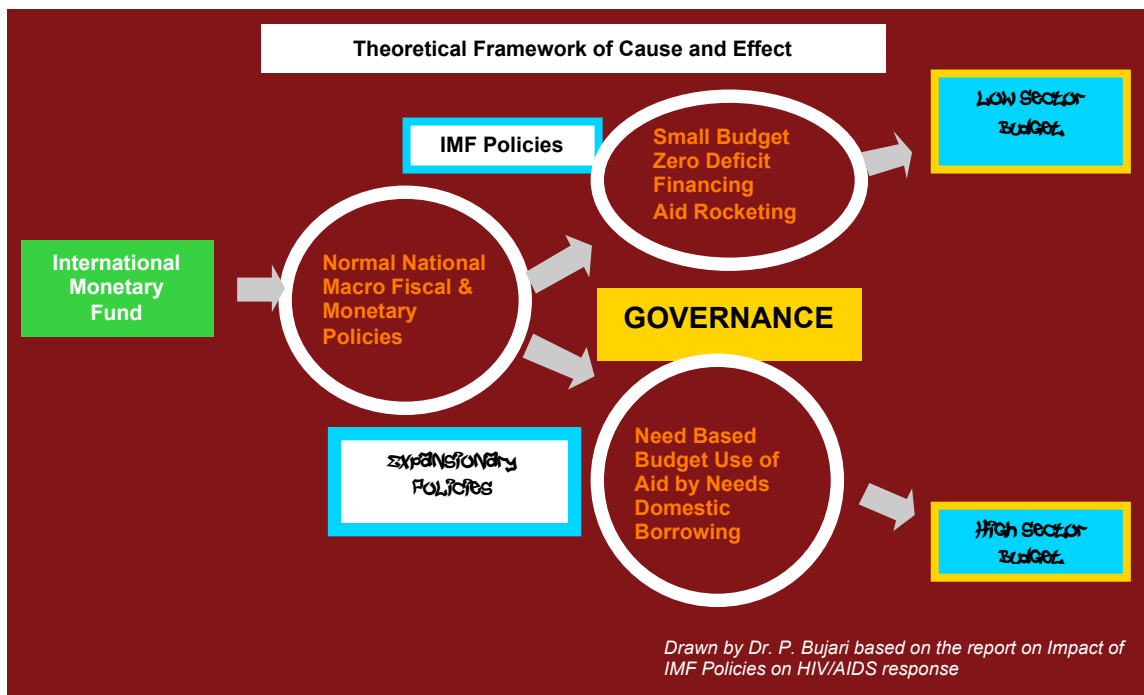 Theoretical Framework of Cause and Effect
Low Sector
Budget
IMF Policies
Small Budget
Zero Deficit
Financing
Aid Rocketing
International
Monetary
Fund
Normal National
Macro Fiscal &
Monetary
Policies
GOVERNANCE
Expansionary
Policies
Need Based
Budget Use of
Aid by Needs
Domestic
Borrowing
High Sector
Budget
Drawn by Dr. P. Bujari based on the report on Impact of
IMF Policies on HIV/AIDS response